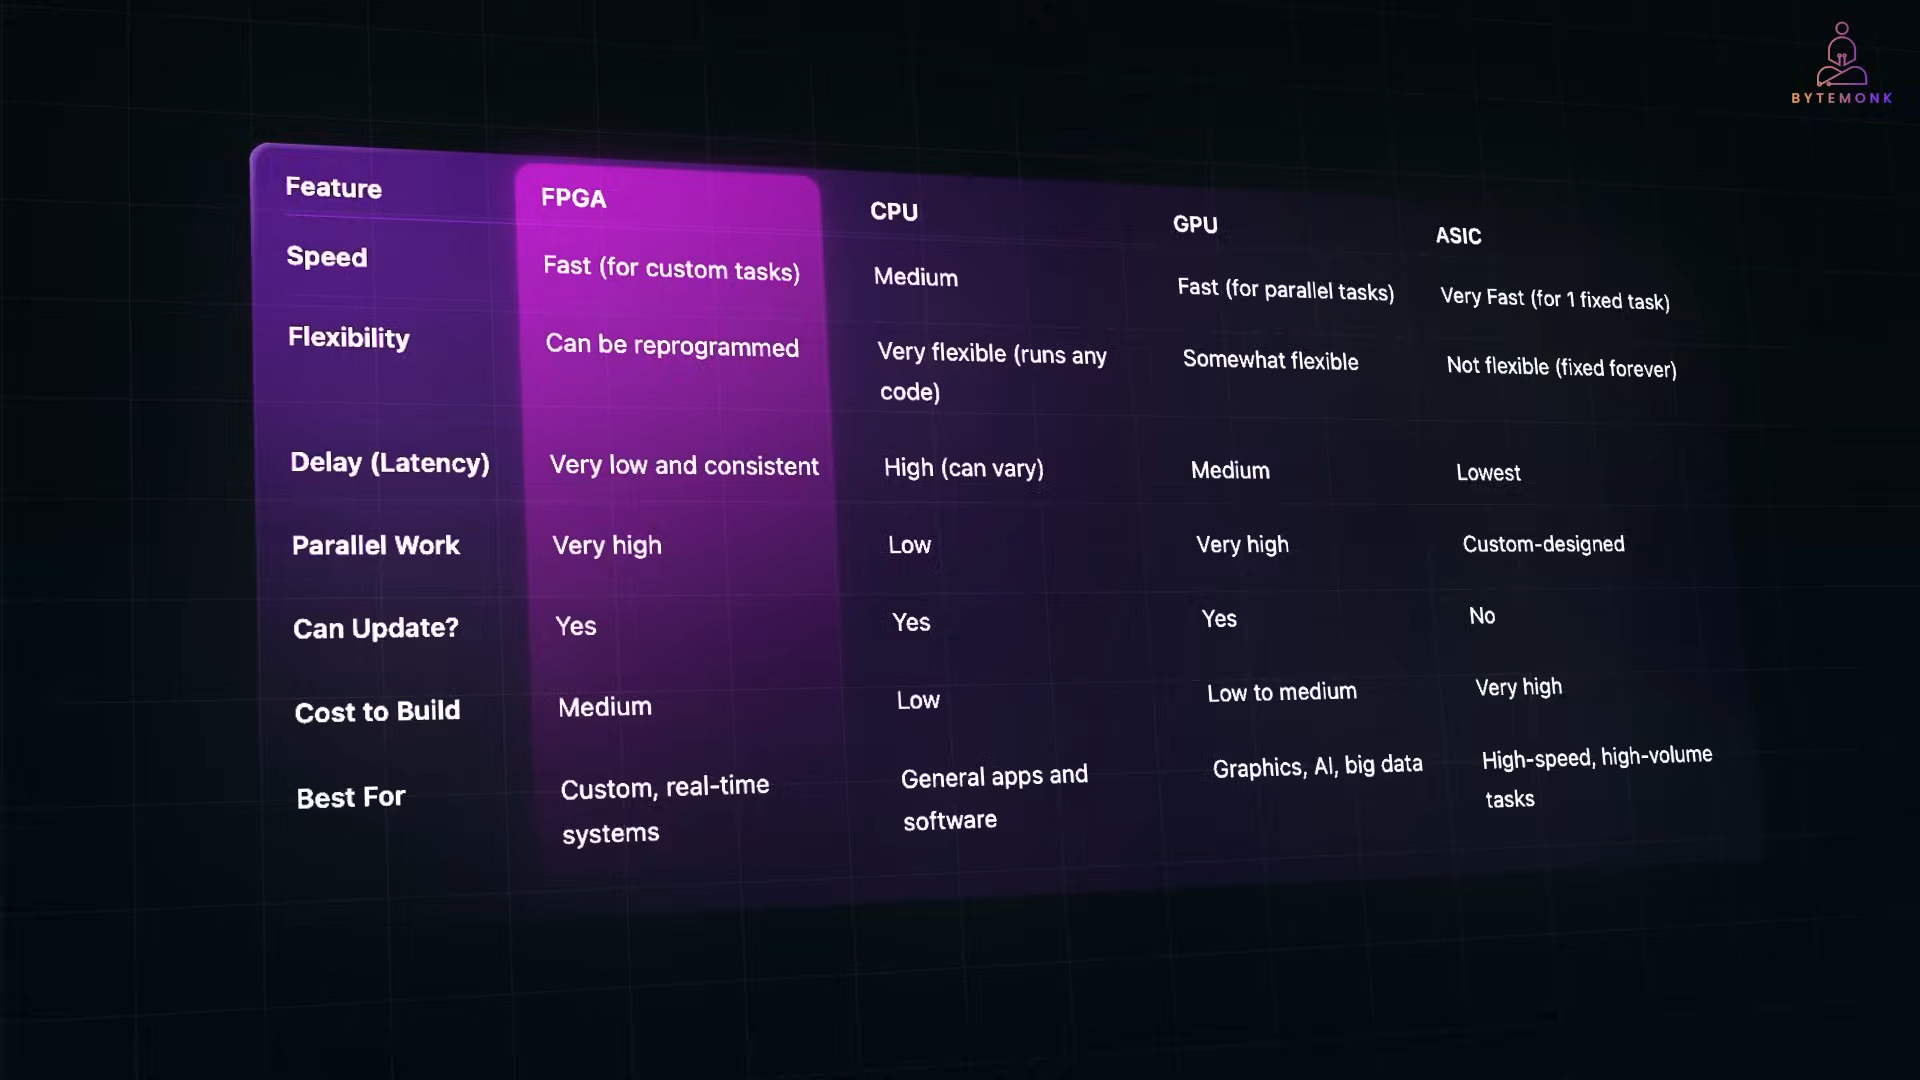 BYTEMONK
Feature FPGA CPU GPU ASIC
Speed Fast (for custom tasks) Medium Fast (for parallel tasks) Very Fast (for 1 fixed task)
Flexibility Can be reprogrammed Very flexible (runs any Somewhat flexible Not flexible (fixed forever)
code)
Delay (Latency) Very low and consistent High (can vary) Medium Lowest
Parallel Work Very high Low Very high Custom-designed
Can Update? Yes Yes Yes No
Cost to Build Medium Low Low to medium Very high
Best For Custom, real-time General apps and Graphics, AI, big data High-speed, high-volume
systems software tasks